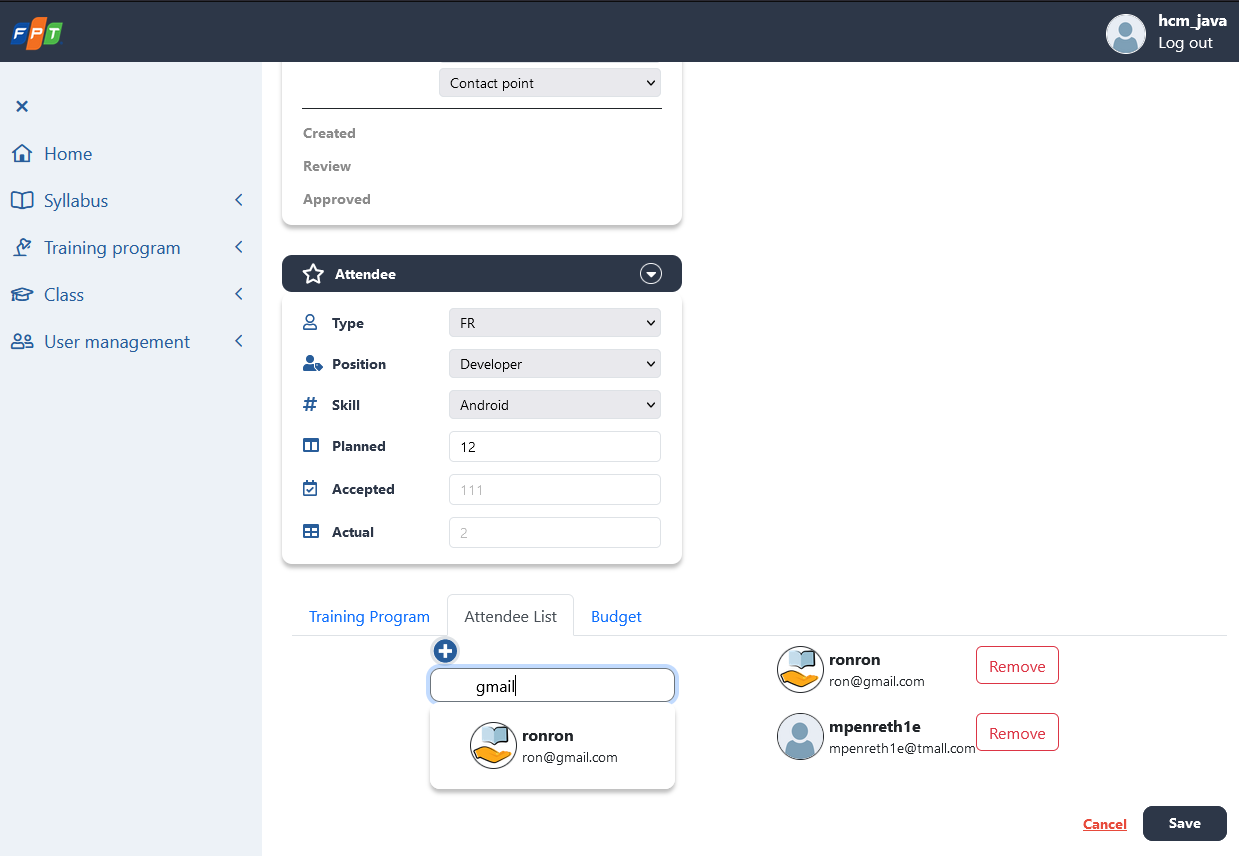 FPT
hcm_java
Log out
Home
Syllabus
Training program
Class
User management
Contact point
Created
Review
Approved
Attendee
Type FR
Position Developer
Skill Android
Planned 12
Accepted 111
Actual 2
Training Program Attendee List Budget
gmail
ronron
ron@gmail.com
ronron
ron@gmail.com
Remove
mpenreth1e
mpenreth1e@tmall.com
Remove
Cancel Save